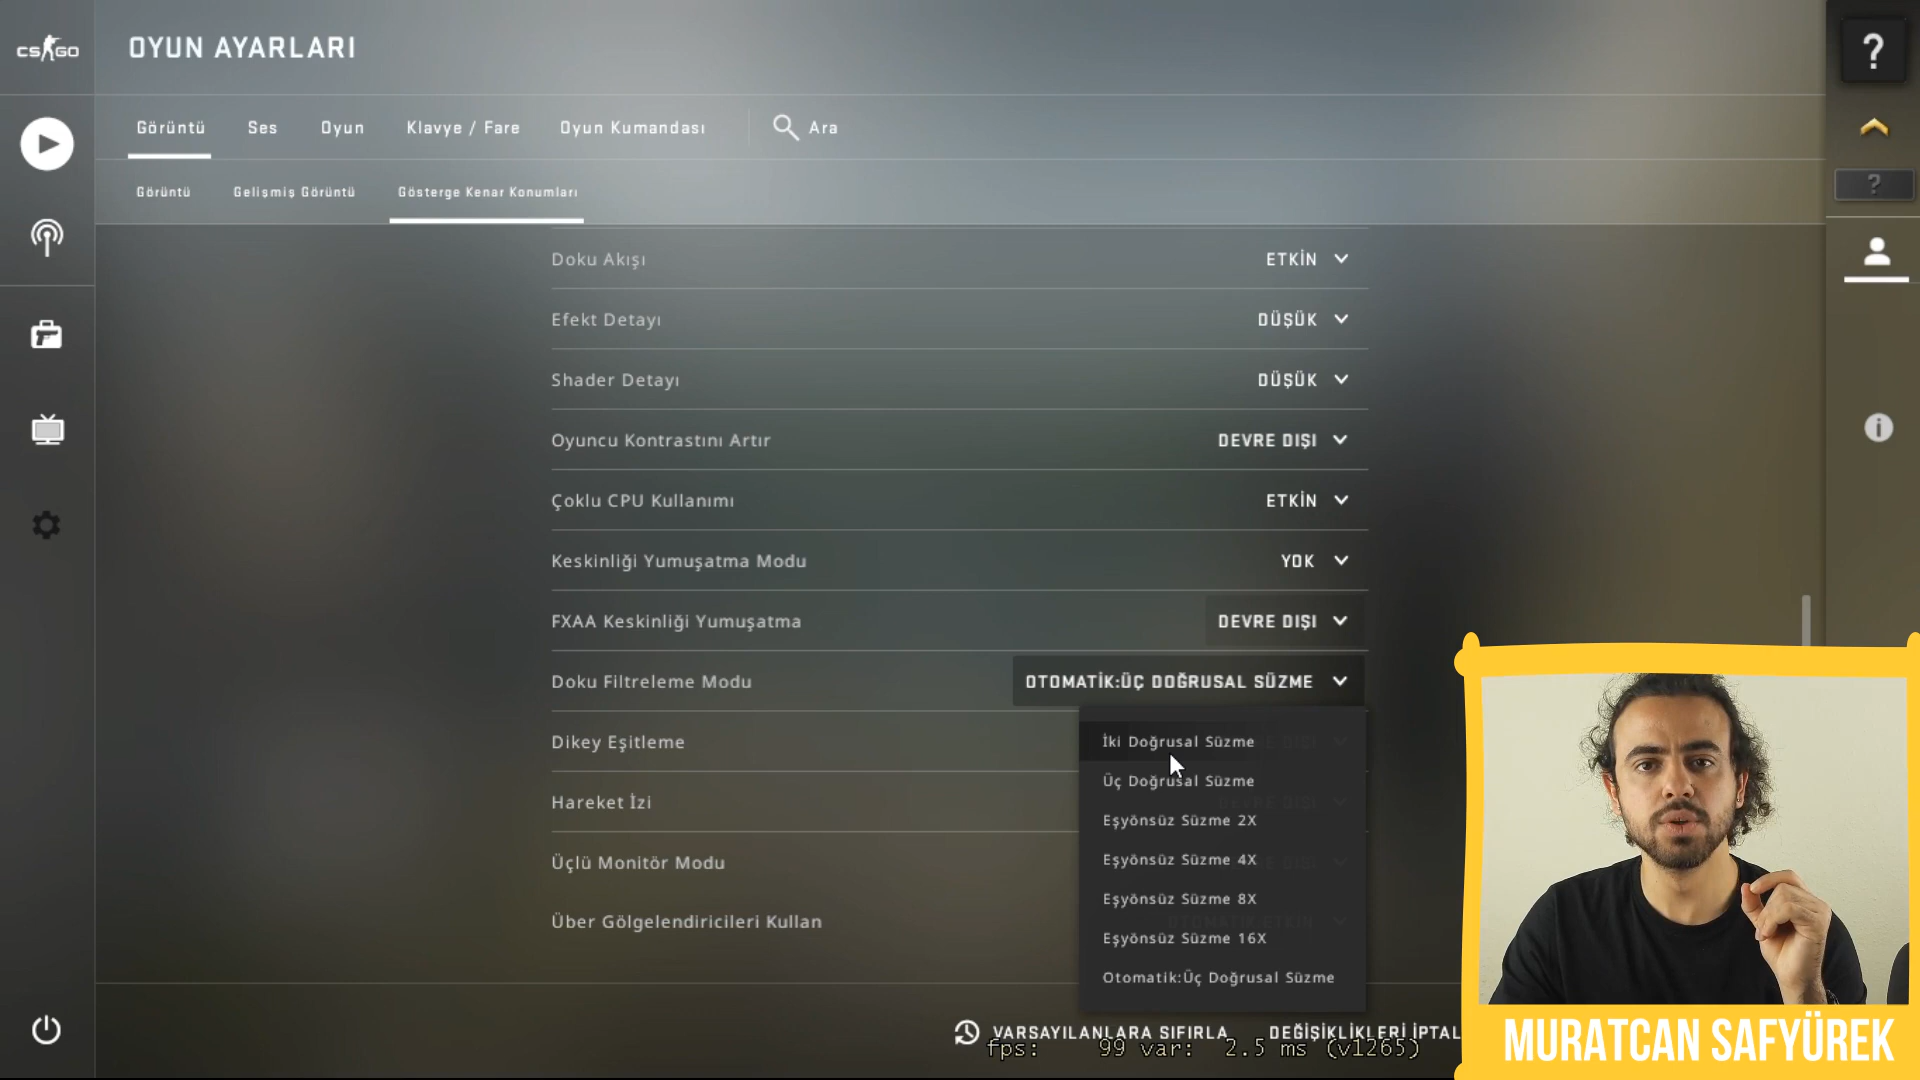 CS GO
OYUN AYARLARI
?
Görüntü Ses Oyun Klavye / Fare Oyun Kumandası Ara
?
Görüntü Gelişmiş Görüntü Gösterge Kenar Konumları
Doku Akışı ETKİN
Efekt Detayı DÜŞÜK
Shader Detayı DÜŞÜK
Oyuncu Kontrastını Artır DEVRE DIŞI
Çoklu CPU Kullanımı ETKİN
Keskinliği Yumuşatma Modu YOK
FXAA Keskinliği Yumuşatma DEVRE DIŞI
Doku Filtreleme Modu OTOMATİK:ÜÇ DOĞRUSAL SÜZME
Dikey Eşitleme
Hareket İzi
Üçlü Monitör Modu
Über Gölgelendiricileri Kullan
İki Doğrusal Süzme
Üç Doğrusal Süzme
Eşyönsüz Süzme 2X
Eşyönsüz Süzme 4X
Eşyönsüz Süzme 8X
Eşyönsüz Süzme 16X
Otomatik:Üç Doğrusal Süzme
VARSAYILANLARA SIFIRLA DEĞİŞİKLİKLERİ İPTAL
fps: 99 var: 2.5 ms (v1265)
MURATCAN SAFYÜREK